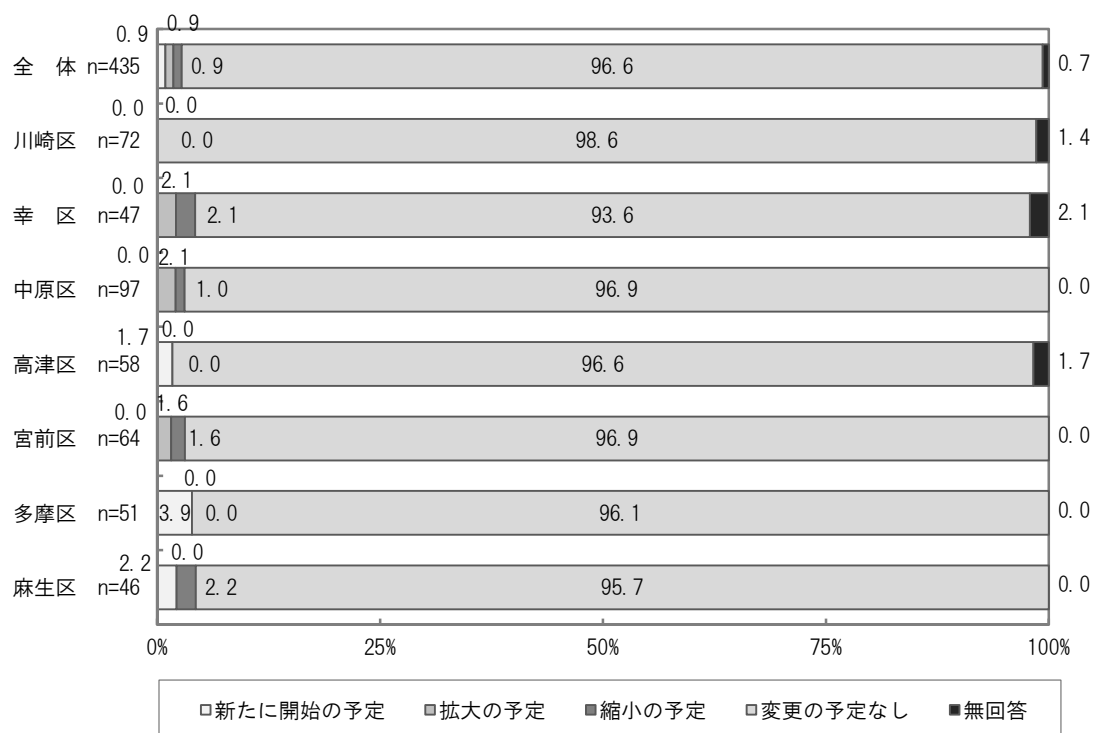 0.9 0.9
全 体 n=435 0.9 96.6 0.7
0.0 0.0
川崎区 n=72 0.0 98.6 1.4
0.0 2.1
幸 区 n=47 2.1 93.6 2.1
0.0 2.1
中原区 n=97 1.0 96.9 0.0
1.7 0.0
高津区 n=58 0.0 96.6 1.7
0.0 1.6
宮前区 n=64 1.6 96.9 0.0
0.0
多摩区 n=51 3.9 0.0 96.1 0.0
2.2 0.0
麻生区 n=46 2.2 95.7 0.0
0% 25% 50% 75% 100%
新たに開始の予定 拡大の予定 縮小の予定 変更の予定なし 無回答